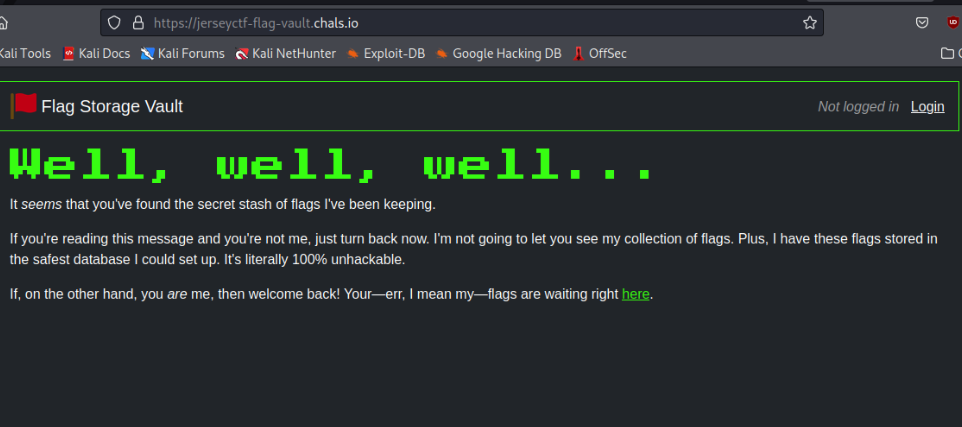 https://jerseyctf-flag-vault.chals.io
Kali Tools Kali Docs Kali Forums Kali NetHunter Exploit-DB Google Hacking DB OffSec
Flag Storage Vault Not logged in Login
Well, well, well...
It seems that you've found the secret stash of flags I've been keeping.
If you're reading this message and you're not me, just turn back now. I'm not going to let you see my collection of flags. Plus, I have these flags stored in
the safest database I could set up. It's literally 100% unhackable.
If, on the other hand, you are me, then welcome back! Your—err, I mean my—flags are waiting right here.